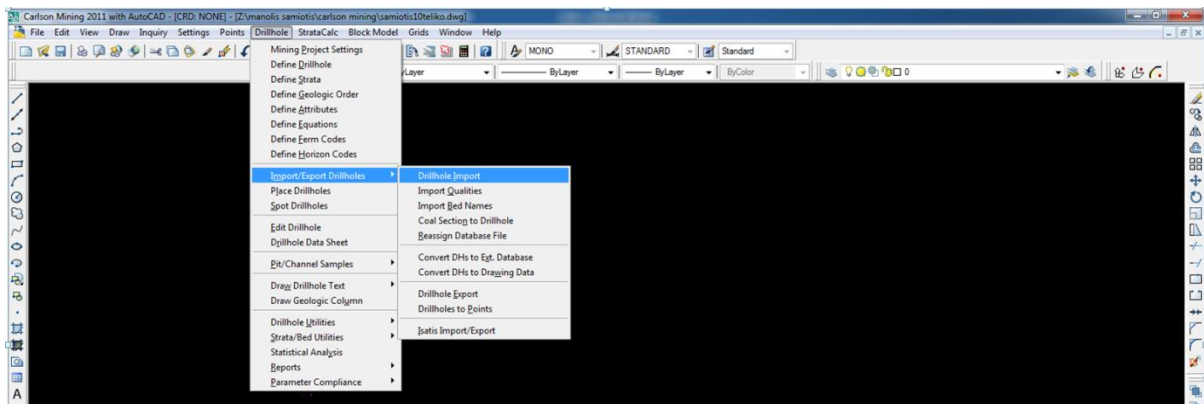 Carlson Mining 2011 with AutoCAD - [CRD: NONE] - [Z:\manolis samiotis\carlson mining\samiotis10teliko.dwg]
File Edit View Draw Inquiry Settings Points Drillhole StrataCalc Block Model Grids Window Help
MONO STANDARD Standard
yLayer ByLayer ByLayer ByColor 0
Mining Project Settings
Define Drillhole
Define Strata
Define Geologic Order
Define Attributes
Define Equations
Define Ferm Codes
Define Horizon Codes
Import/Export Drillholes
Place Drillholes
Spot Drillholes
Edit Drillhole
Drillhole Data Sheet
Pit/Channel Samples
Draw Drillhole Text
Draw Geologic Column
Drillhole Utilities
Strata/Bed Utilities
Statistical Analysis
Reports
Parameter Compliance
Drillhole Import
Import Qualities
Import Bed Names
Coal Section to Drillhole
Reassign Database File
Convert DHs to Ext. Database
Convert DHs to Drawing Data
Drillhole Export
Drillholes to Points
Isatis Import/Export
A